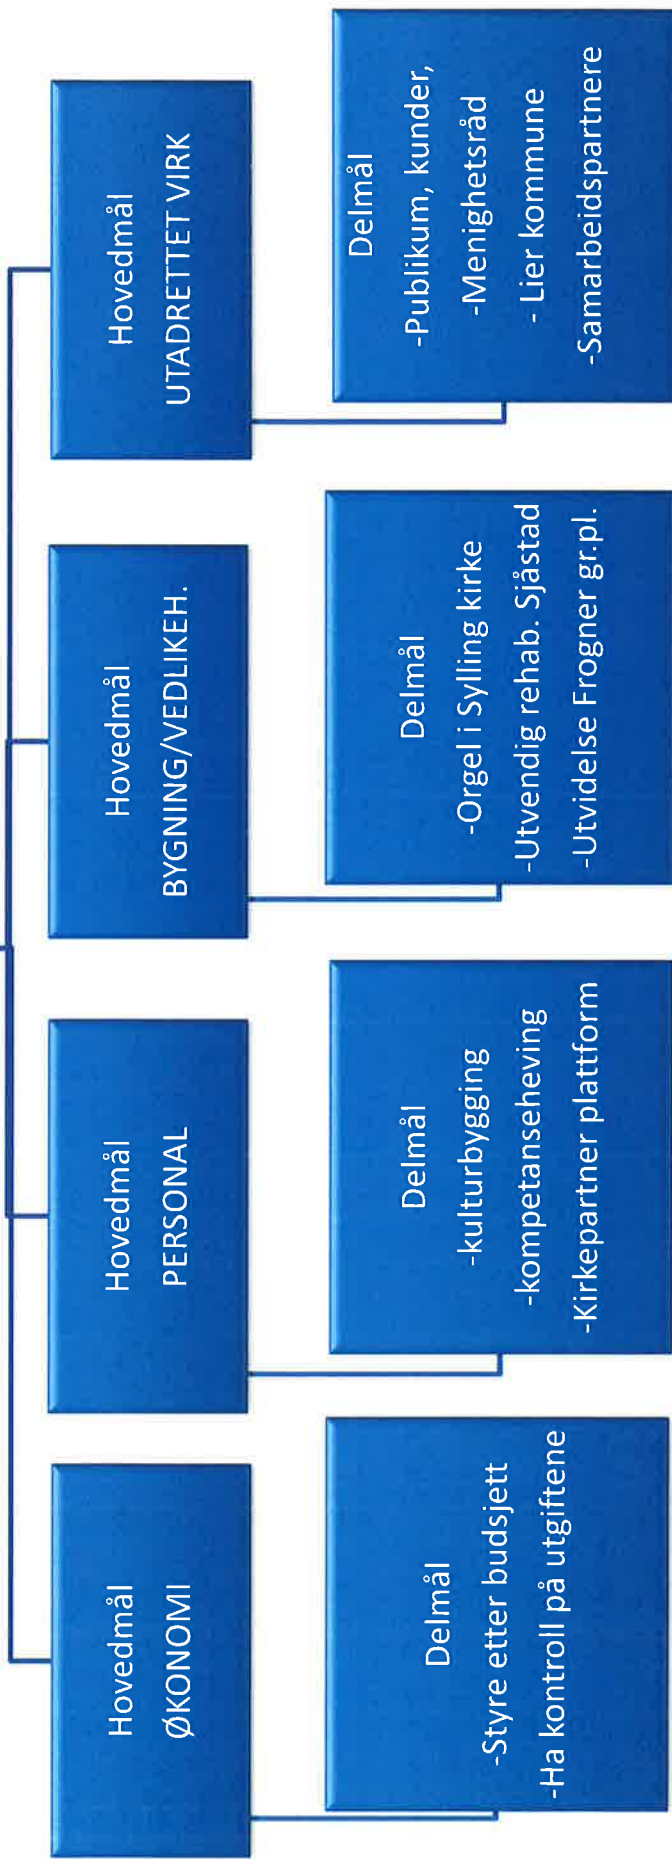 Hovedmål
ØKONOMI
Delmål
-Styre etter budsjett
-Ha kontroll på utgiftene
Hovedmål
PERSONAL
Delmål
-kulturbygging
-kompetanseheving
-Kirkepartner plattform
Hovedmål
BYGNING/VEDLIKEH.
Delmål
-Orgel i Sylling kirke
-Utvendig rehab. Sjåstad
-Utvidelse Frogner gr.pl.
Hovedmål
UTADRETTET VIRK
Delmål
-Publikum, kunder,
-Menighetsråd
- Lier kommune
-Samarbeidspartnere